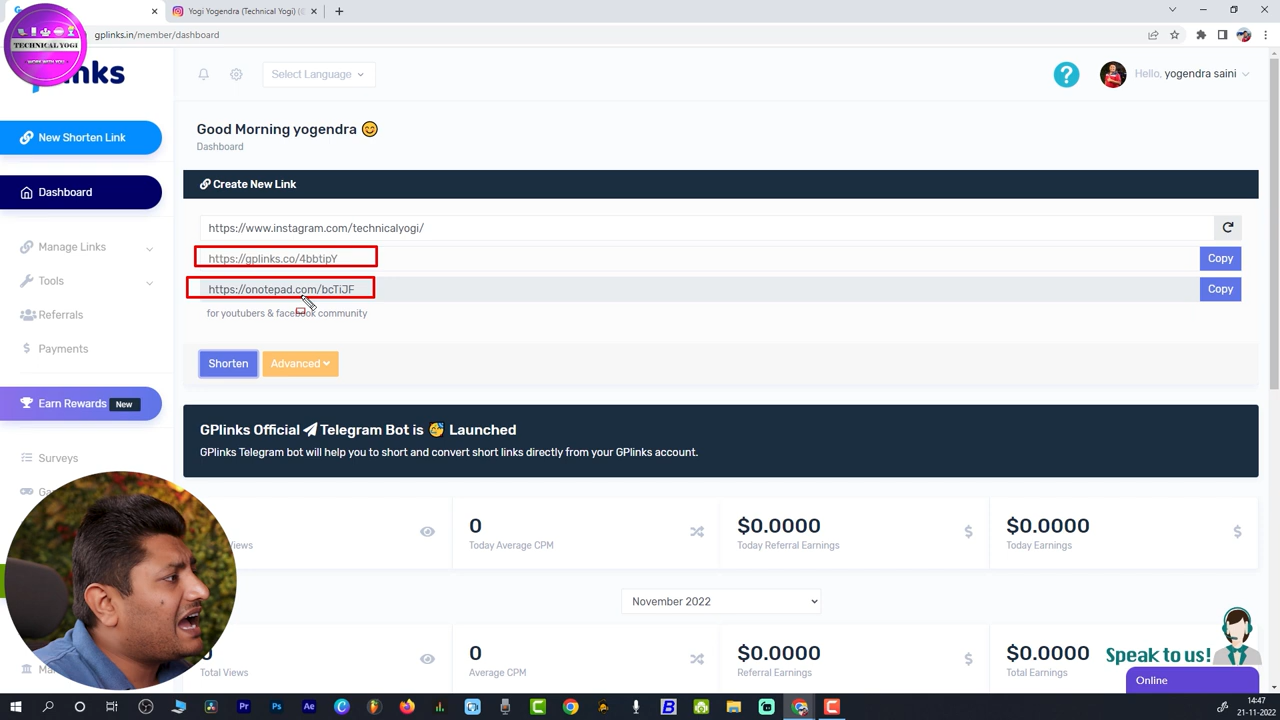 Yogi Yogendra (Technical Yogi) (
gplinks.in/member/dashboard
TECHNICAL YOGI
Select Language
?
Hello, yogendra saini
New Shorten Link
Good Morning yogendra 😊
Dashboard
Dashboard
Create New Link
https://www.instagram.com/technicalyogi/
Manage Links
https://gplinks.co/4bbtipY
Copy
Tools
https://onotepad.com/bcTiJF
Copy
Referrals
for youtubers & facebook community
Payments
Shorten
Advanced
Earn Rewards New
GPlinks Official Telegram Bot is Launched
GPlinks Telegram bot will help you to short and convert short links directly from your GPlinks account.
Surveys
0
$0.0000
$0.0000
Views
Today Average CPM
Today Referral Earnings
Today Earnings
November 2022
0
$0.0000
$0.0000
Total Views
Average CPM
Referral Earnings
Total Earnings
Speak to us!
Online
14:47
21-11-2022